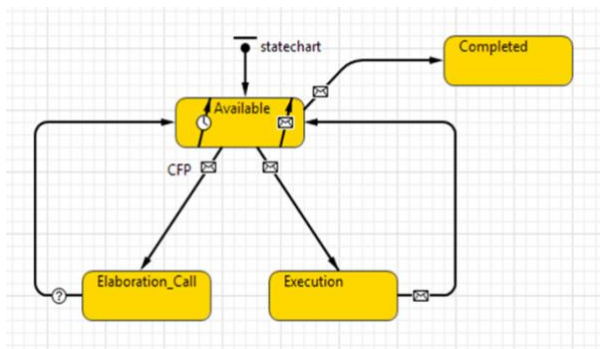 statechart
Completed
Available
CFP
Elaboration_Call
Execution
?